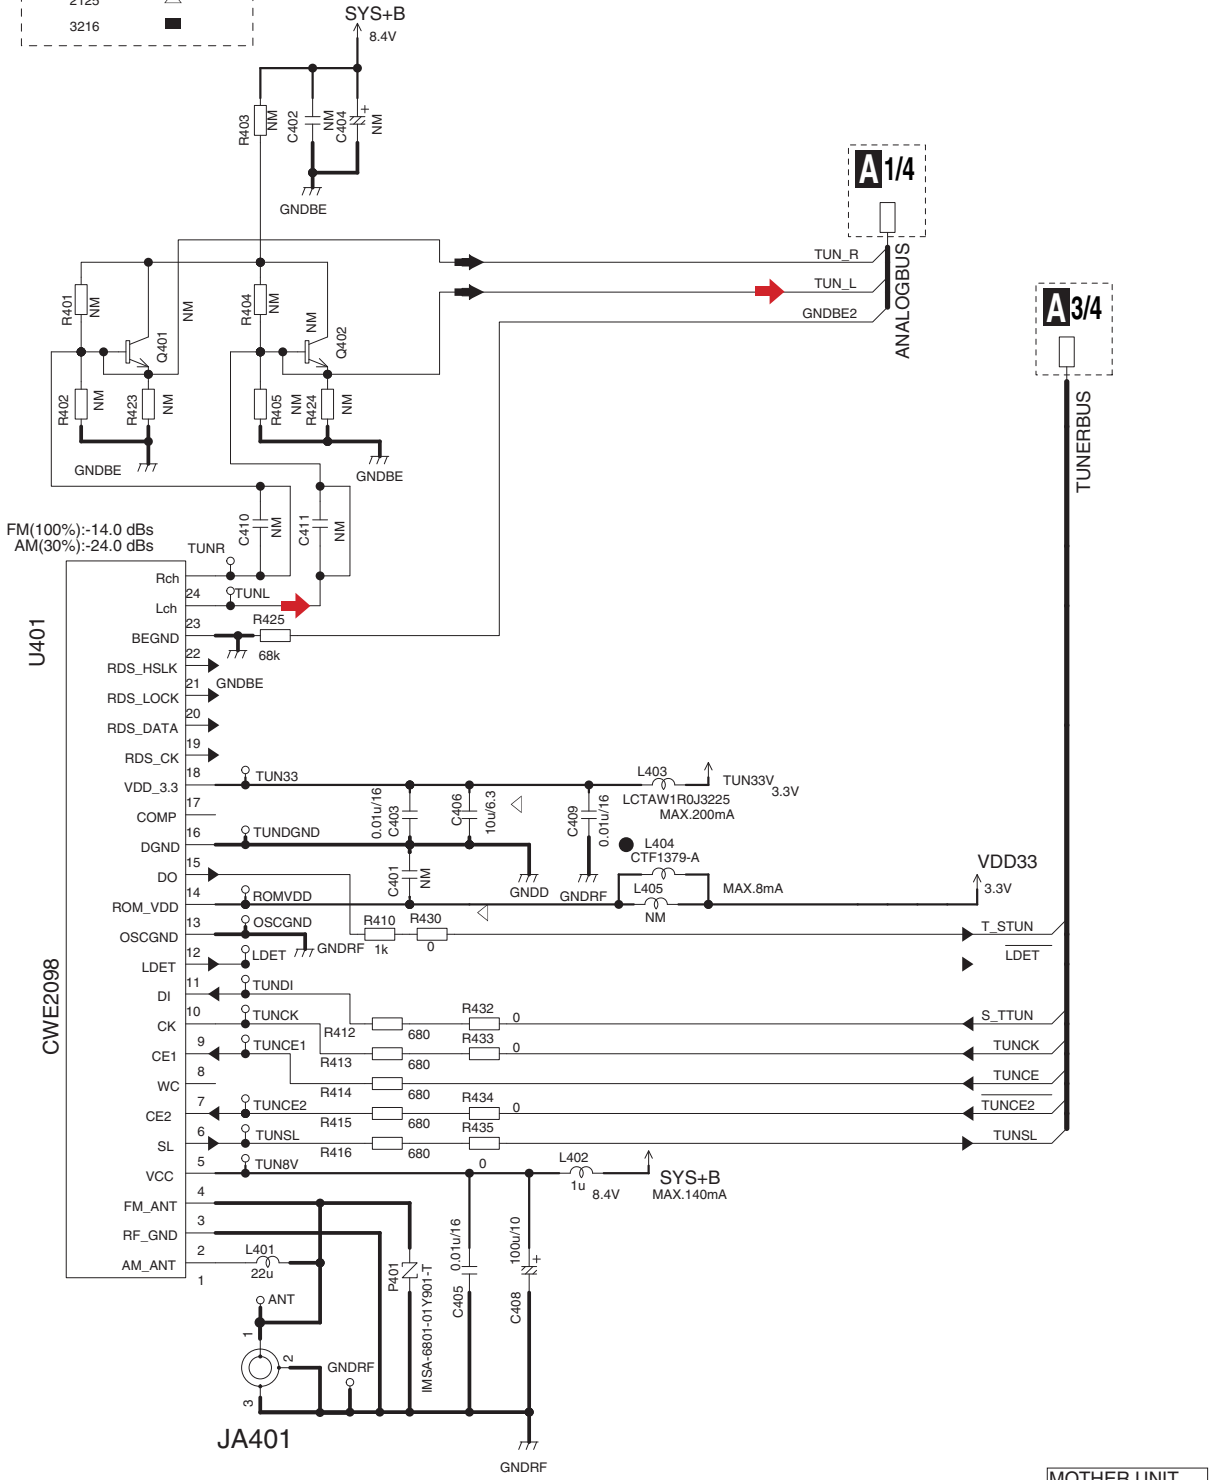 2125
3216
SYS+B
8.4V
R403
NM
C402
NM
C404
+
NM
GNDBE
A 1/4
TUN_R
TUN_L
GNDBE2
ANALOGBUS
A 3/4
TUNERBUS
R401
NM
NM
Q401
R404
NM
Q402
R402
NM
R423
NM
R405
NM
R424
NM
GNDBE
GNDBE
C410
NM
C411
NM
FM(100%):-14.0 dBs
AM(30%):-24.0 dBs
TUNR
Rch
24
TUNL
Lch
23
R425
68k
BEGND
22
GNDBE
RDS_HSLK
21
RDS_LOCK
20
RDS_DATA
19
RDS_CK
18
U401
CWE2098
VDD_3.3
TUN33
17
COMP
16
DGND
TUNDGND
15
DO
14
ROM_VDD
ROMVDD
13
OSCGND
OSCGND
12
LDET
LDET
11
DI
TUNDI
10
CK
TUNCK
9
CE1
TUNCE1
8
WC
7
CE2
TUNCE2
6
SL
TUNSL
5
VCC
TUN8V
4
FM_ANT
3
RF_GND
2
AM_ANT
1
0.01u/16
C403
C406
10u/6.3
C409
0.01u/16
L403
LCTAW1R0J3225
MAX.200mA
TUN33V
3.3V
C401
NM
GNDD
GNDRF
L404
CTF1379-A
L405
NM
MAX.8mA
VDD33
3.3V
GNDRF
R410
1k
R430
0
T_STUN
LDET
R412
680
R432
0
S_TTUN
R413
680
R433
0
TUNCK
R414
680
TUNCE
R415
680
R434
0
TUNCE2
R416
680
R435
0
TUNSL
L402
1u
8.4V
SYS+B
MAX.140mA
L401
22u
P401
IMSA-6801-01Y901-T
0.01u/16
C405
100u/10
+
C408
ANT
1
2
3
GNDRF
JA401
GNDRF
MOTHER UNIT